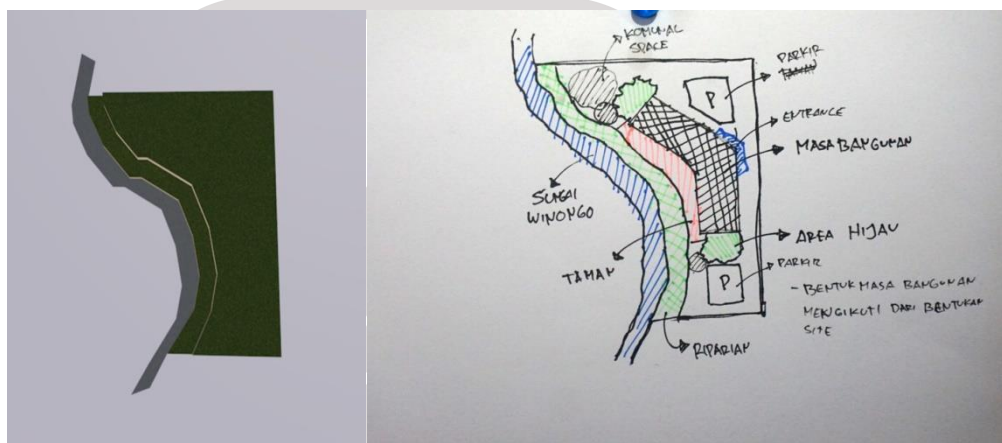 KOMUNAL
SPACE
PARKIR
P
ENTRANCE
MASA BANGUNAN
SUNGAI
WINONGO
AREA HIJAU
TAMAN
PARKIR
P
- BENTUK MASA BANGUNAN
MENGIKUTI DARI BENTUKAN
SITE
RIPARIAN